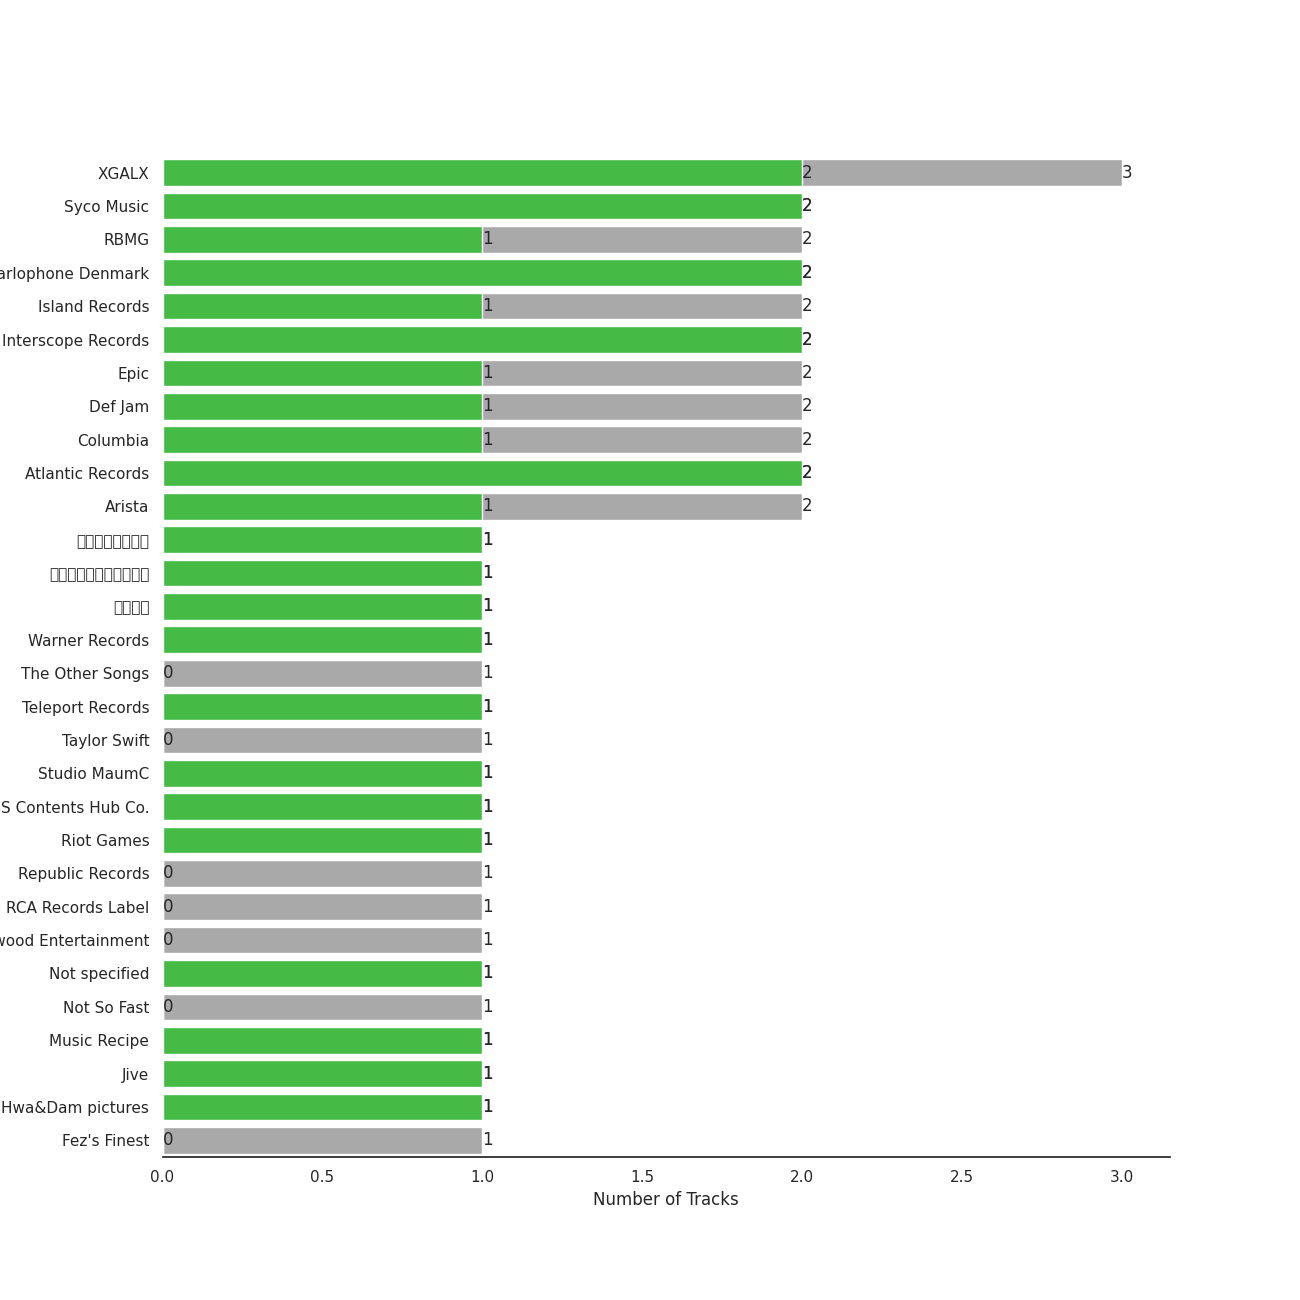 XGALX 2 3
Syco Music 2
RBMG 1 2
arlophone Denmark 2
Island Records 1 2
Interscope Records 2
Epic 1 2
Def Jam 1 2
Columbia 1 2
Atlantic Records 2
Arista 1 2
1
1
1
Warner Records 1
The Other Songs 0 1
Teleport Records 1
Taylor Swift 0 1
Studio MaumC 1
S Contents Hub Co. 1
Riot Games 1
Republic Records 0 1
RCA Records Label 0 1
wood Entertainment 0 1
Not specified 1
Not So Fast 0 1
Music Recipe 1
Jive 1
Hwa&Dam pictures 1
Fez's Finest 0 1
0.0 0.5 1.0 1.5 2.0 2.5 3.0
Number of Tracks